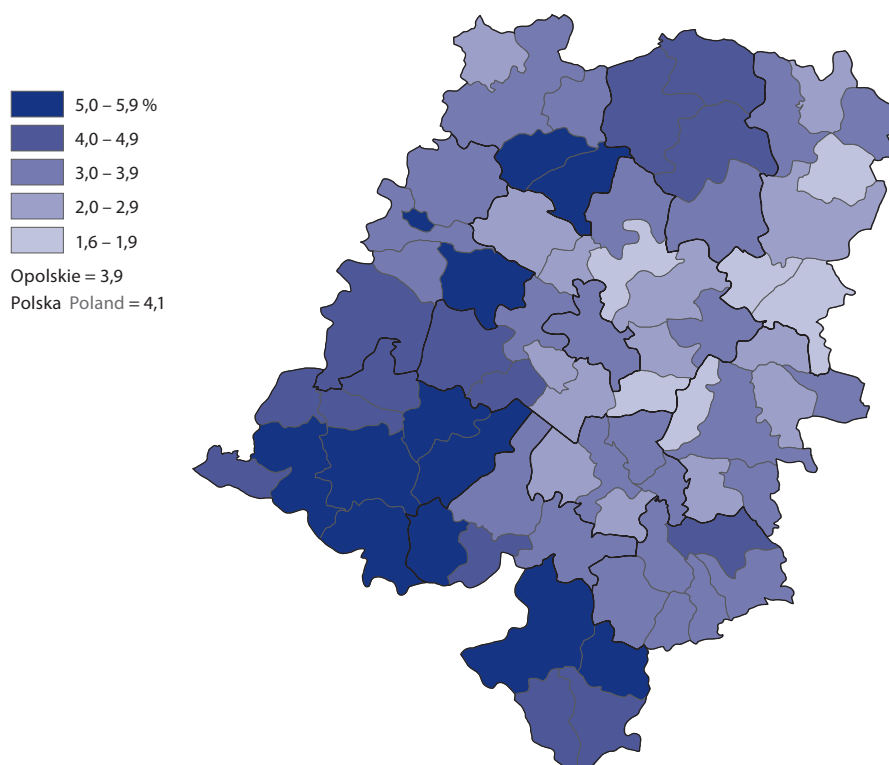 5,0 – 5,9 %
4,0 – 4,9
3,0 – 3,9
2,0 – 2,9
1,6 – 1,9
Opolskie = 3,9
Polska Poland = 4,1